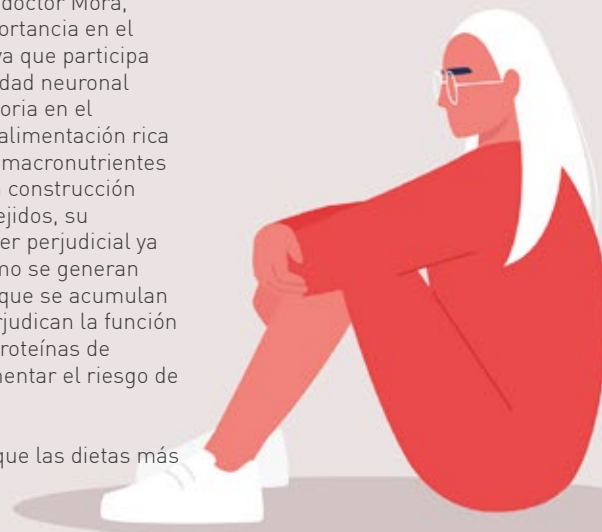 doctor Mora,
ortancia en el
ya que participa
dad neuronal
oria en el
alimentación rica
macronutrientes
construcción
ejidos, su
er perjudicial ya
mo se generan
que se acumulan
rjudican la función
roteínas de
mentar el riesgo de
que las dietas más